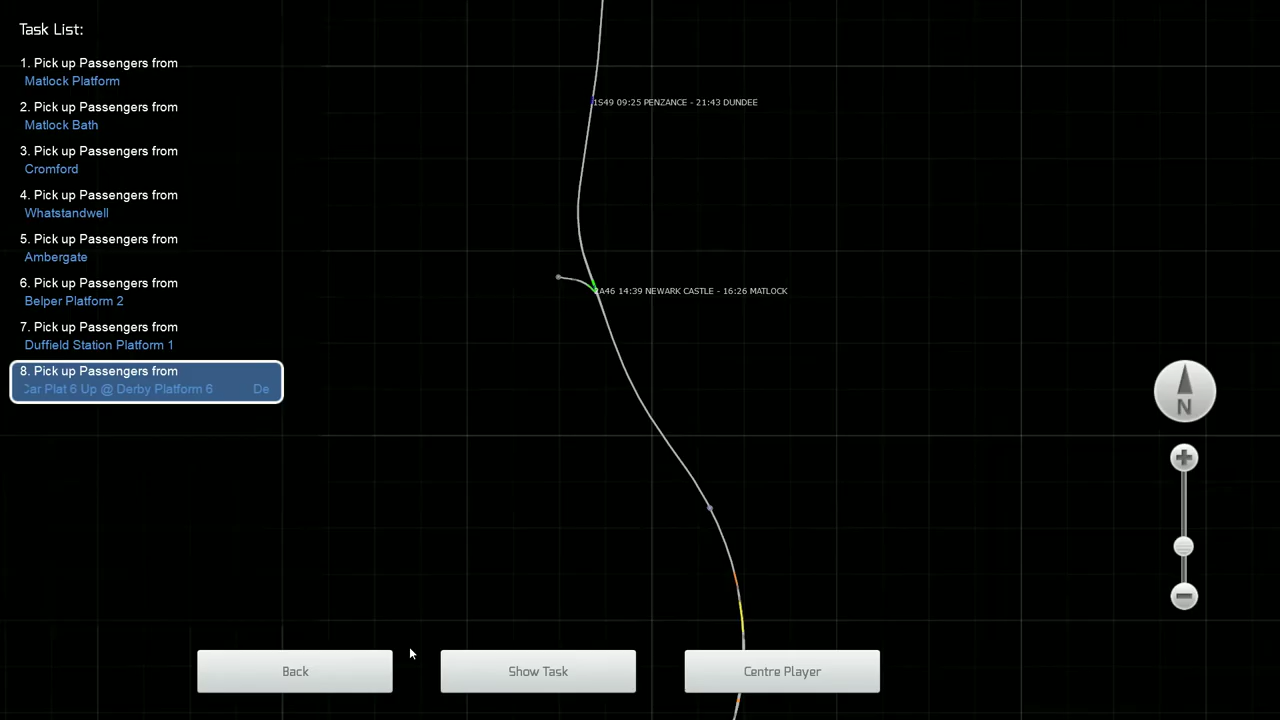 Task List:
1. Pick up Passengers from
Matlock Platform
2. Pick up Passengers from
Matlock Bath
3. Pick up Passengers from
Cromford
4. Pick up Passengers from
Whatstandwell
5. Pick up Passengers from
Ambergate
6. Pick up Passengers from
Belper Platform 2
7. Pick up Passengers from
Duffield Station Platform 1
8. Pick up Passengers from
Car Plat 6 Up @ Derby Platform 6 De
1S49 09:25 PENZANCE - 21:43 DUNDEE
2A46 14:39 NEWARK CASTLE - 16:26 MATLOCK
N
Back
Show Task
Centre Player